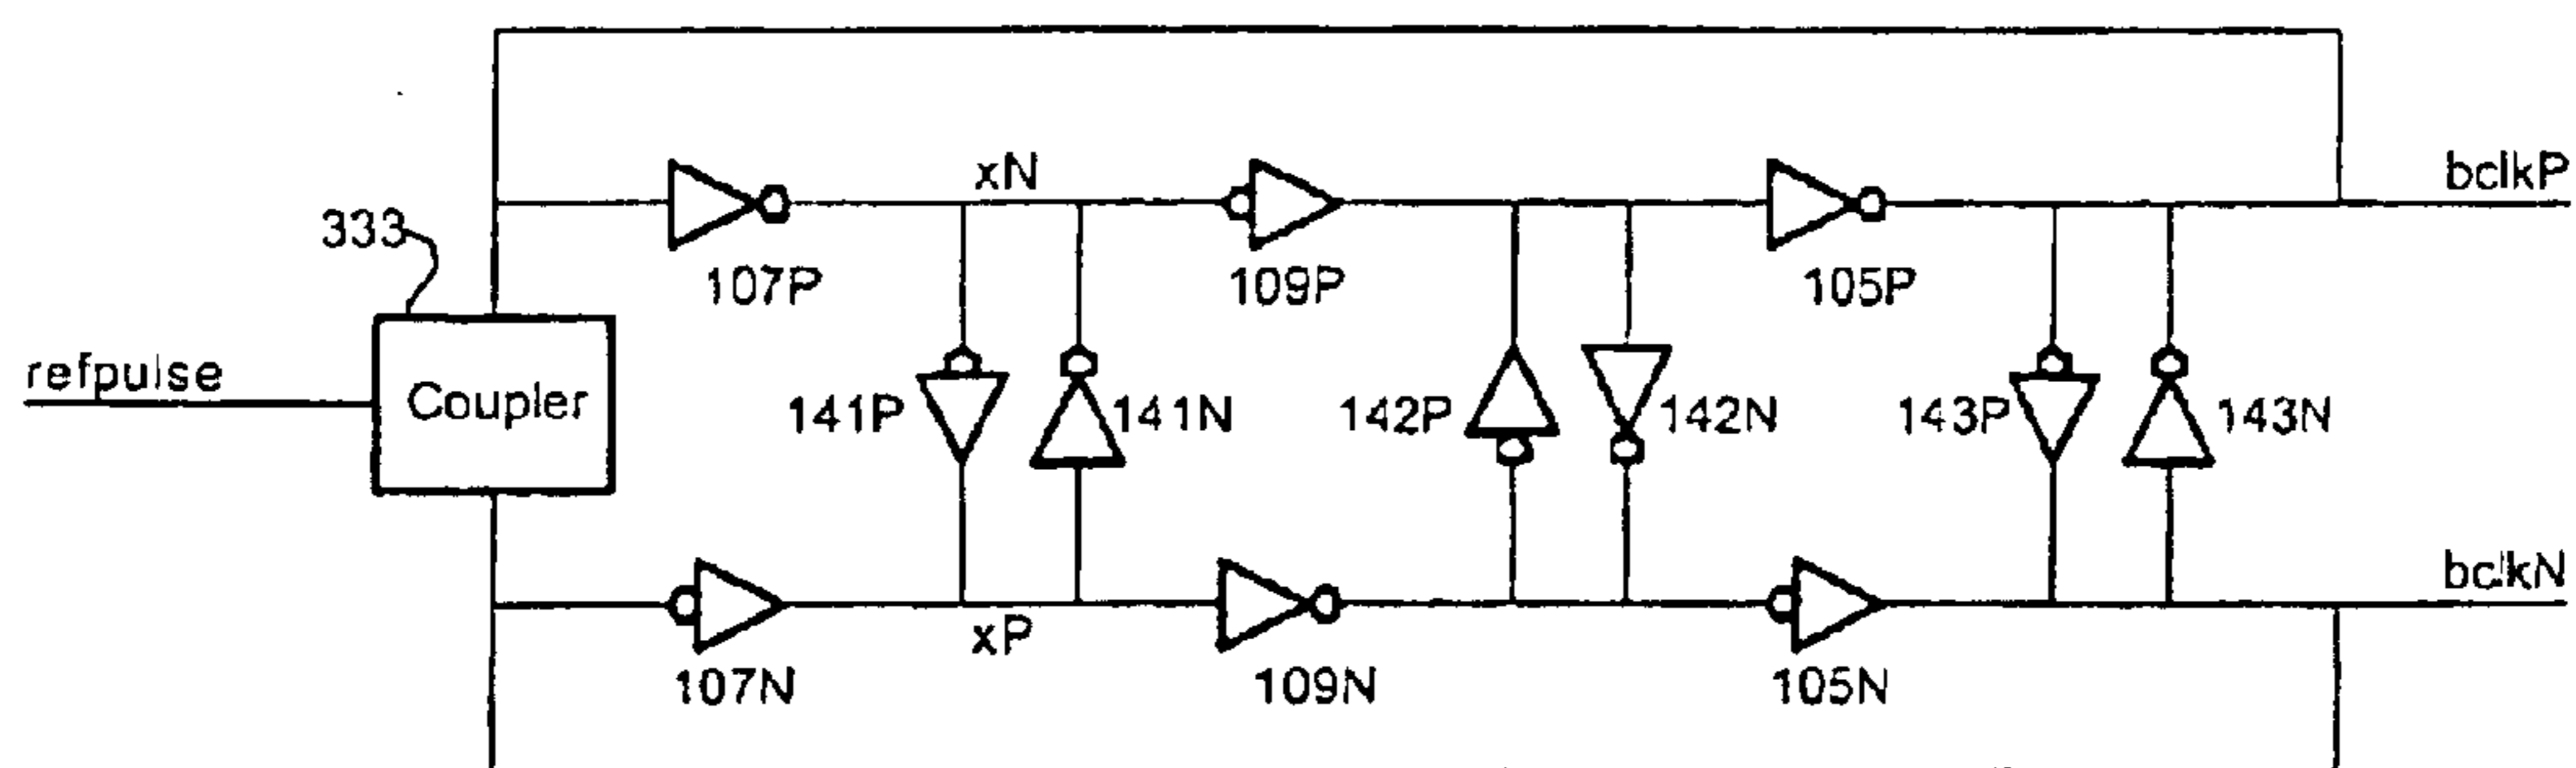 xN
bclkP
333
107P
109P
105P
refpulse
Coupler
141P
141N
142P
142N
143P
143N
bclkN
xP
107N
109N
105N